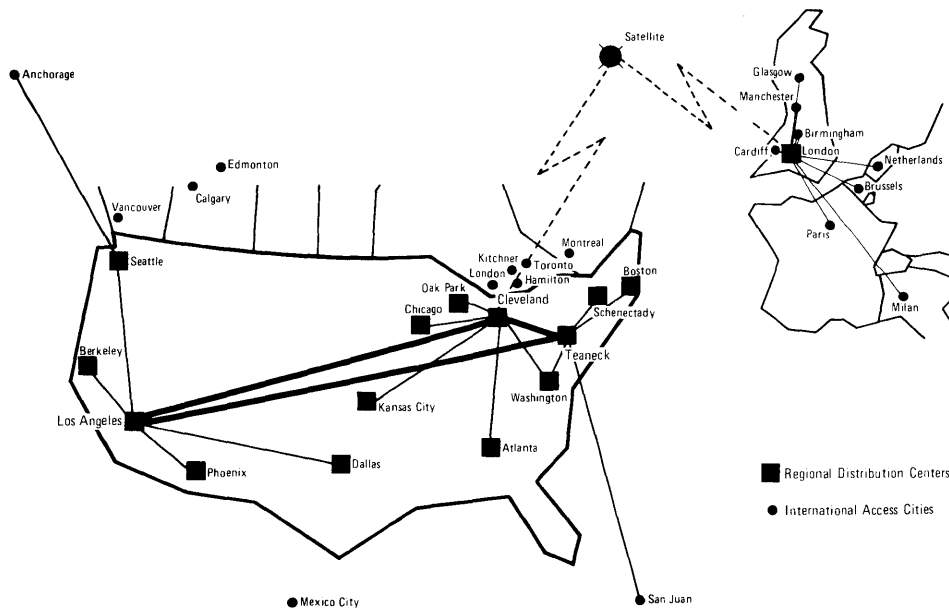 Satellite
Anchorage
Glasgow
Manchester
Birmingham
Cardiff
London
Netherlands
Brussels
Paris
Milan
Edmonton
Calgary
Vancouver
Seattle
Montreal
Kitchner
Toronto
London
Hamilton
Boston
Oak Park
Cleveland
Chicago
Schenectady
Teaneck
Berkeley
Washington
Kansas City
Los Angeles
Atlanta
Dallas
Phoenix
Regional Distribution Centers
International Access Cities
Mexico City
San Juan